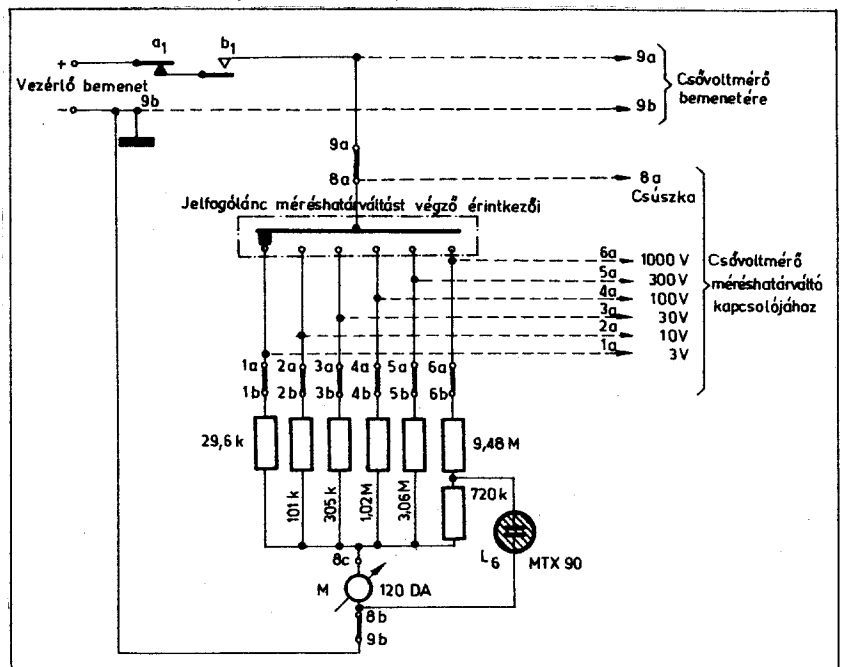 a1
b1
+
9a
Csővoltmérő
bemenetére
Vezérlő bemenet
-
9b
9b
9a
8a
8a
Csúszka
Jelfogólánc méréshatárváltást végző érintkezői
6a 1000 V
5a 300 V
4a 100 V
3a 30V
2a 10V
1a 3V
Csővoltmérő
méréshatárváltó
kapcsolójához
1a 2a 3a 4a 5a 6a
1b 2b 3b 4b 5b 6b
29,6 k
101 k
305 k
1,02 M
3,06 M
9,48 M
720 k
L6
MTX 90
8c
M
120 DA
8b
9b